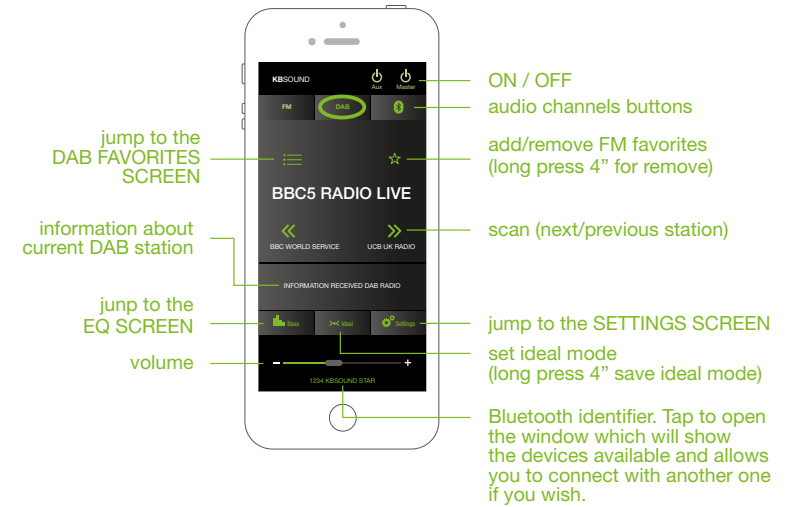 KBSOUND
Aux
Master
ON / OFF
FM
DAB
audio channels buttons
jump to the
DAB FAVORITES
SCREEN
add/remove FM favorites
(long press 4” for remove)
BBC5 RADIO LIVE
information about
current DAB station
BBC WORLD SERVICE
UCB UK RADIO
scan (next/previous station)
INFORMATION RECEIVED DAB RADIO
junp to the
EQ SCREEN
Bass
Ideal
Settings
jump to the SETTINGS SCREEN
volume
-
+
set ideal mode
(long press 4” save ideal mode)
1234 KBSOUND STAR
Bluetooth identifier. Tap to open
the window which will show
the devices available and allows
you to connect with another one
if you wish.